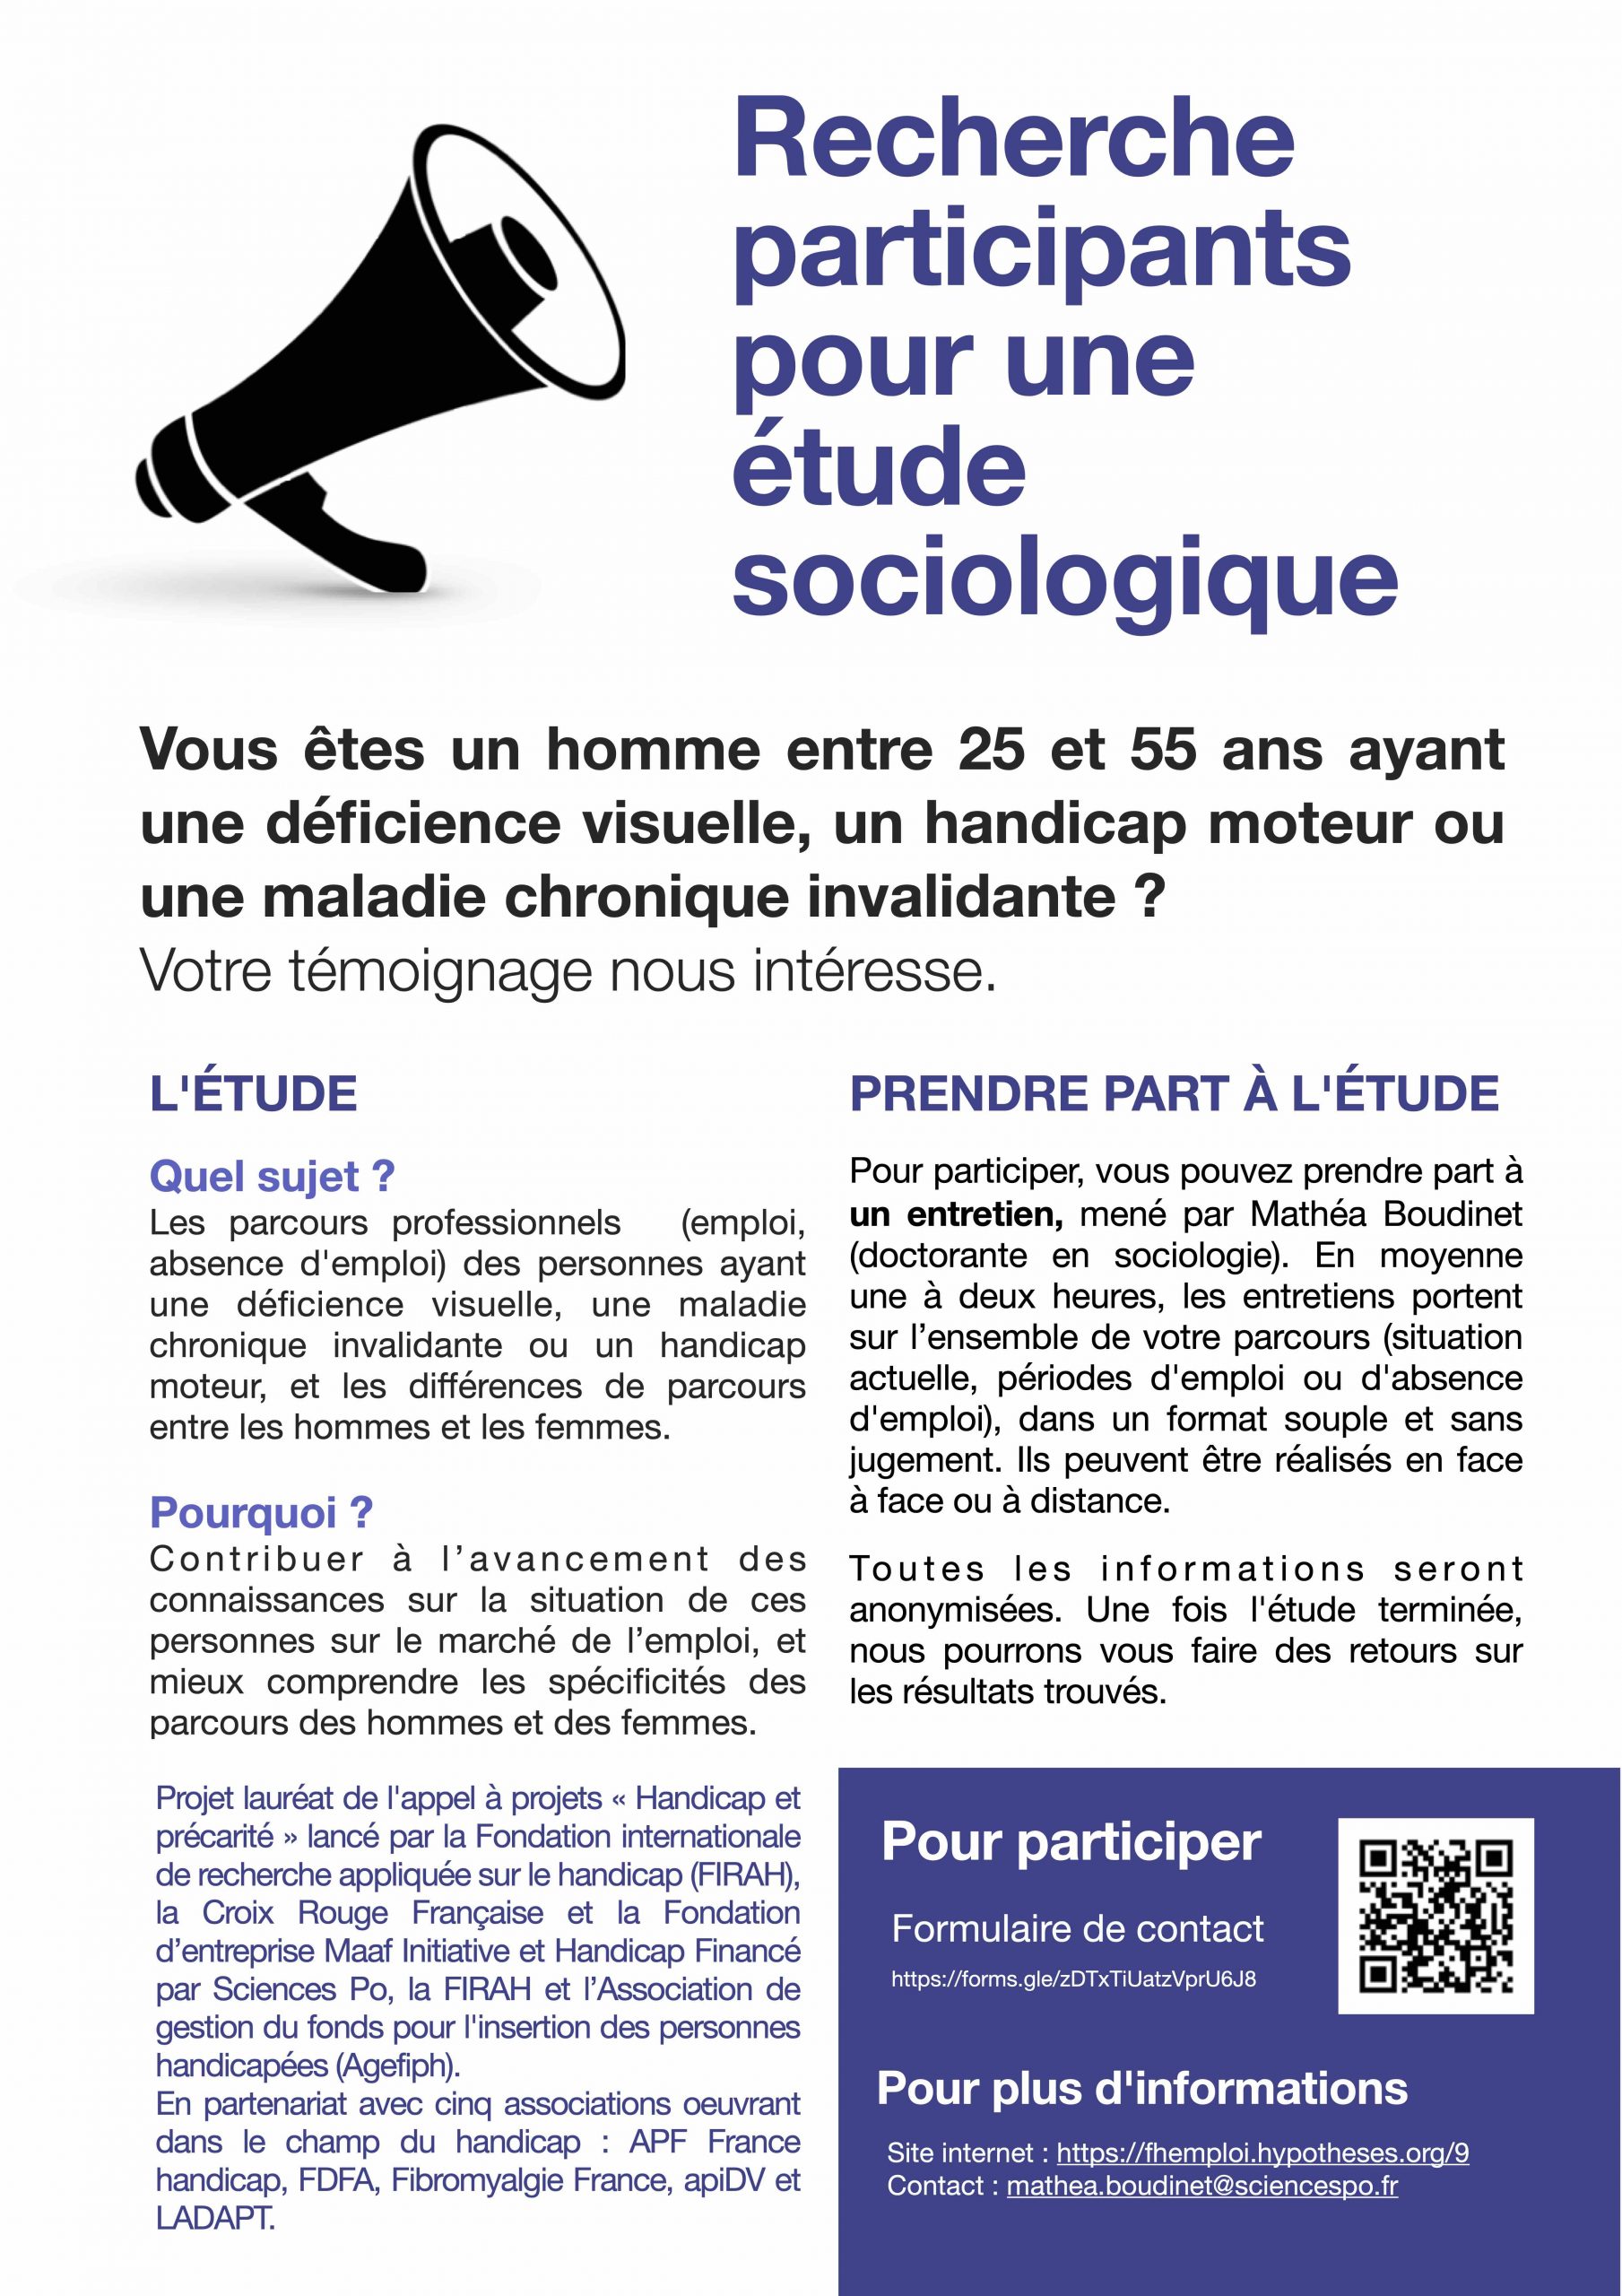 Recherche
participants
pour une
étude
sociologique
Vous êtes un homme entre 25 et 55 ans ayant
une déficience visuelle, un handicap moteur ou
une maladie chronique invalidante ?
Votre témoignage nous intéresse.
L'ÉTUDE
Quel sujet ?
Les parcours professionnels (emploi,
absence d'emploi) des personnes ayant
une déficience visuelle, une maladie
chronique invalidante ou un handicap
moteur, et les différences de parcours
entre les hommes et les femmes.
Pourquoi ?
Contribuer à l’avancement des
connaissances sur la situation de ces
personnes sur le marché de l’emploi, et
mieux comprendre les spécificités des
parcours des hommes et des femmes.
Projet lauréat de l'appel à projets « Handicap et
précarité » lancé par la Fondation internationale
de recherche appliquée sur le handicap (FIRAH),
la Croix Rouge Française et la Fondation
d’entreprise Maaf Initiative et Handicap Financé
par Sciences Po, la FIRAH et l’Association de
gestion du fonds pour l'insertion des personnes
handicapées (Agefiph).
En partenariat avec cinq associations oeuvrant
dans le champ du handicap : APF France
handicap, FDFA, Fibromyalgie France, apiDV et
LADAPT.
PRENDRE PART À L'ÉTUDE
Pour participer, vous pouvez prendre part à
un entretien, mené par Mathéa Boudinet
(doctorante en sociologie). En moyenne
une à deux heures, les entretiens portent
sur l’ensemble de votre parcours (situation
actuelle, périodes d'emploi ou d'absence
d'emploi), dans un format souple et sans
jugement. Ils peuvent être réalisés en face
à face ou à distance.
Toutes les informations seront
anonymisées. Une fois l'étude terminée,
nous pourrons vous faire des retours sur
les résultats trouvés.
Pour participer
Formulaire de contact
https://forms.gle/zDTxTiUatzVprU6J8
Pour plus d'informations
Site internet : https://fhemploi.hypotheses.org/9
Contact : mathea.boudinet@sciencespo.fr